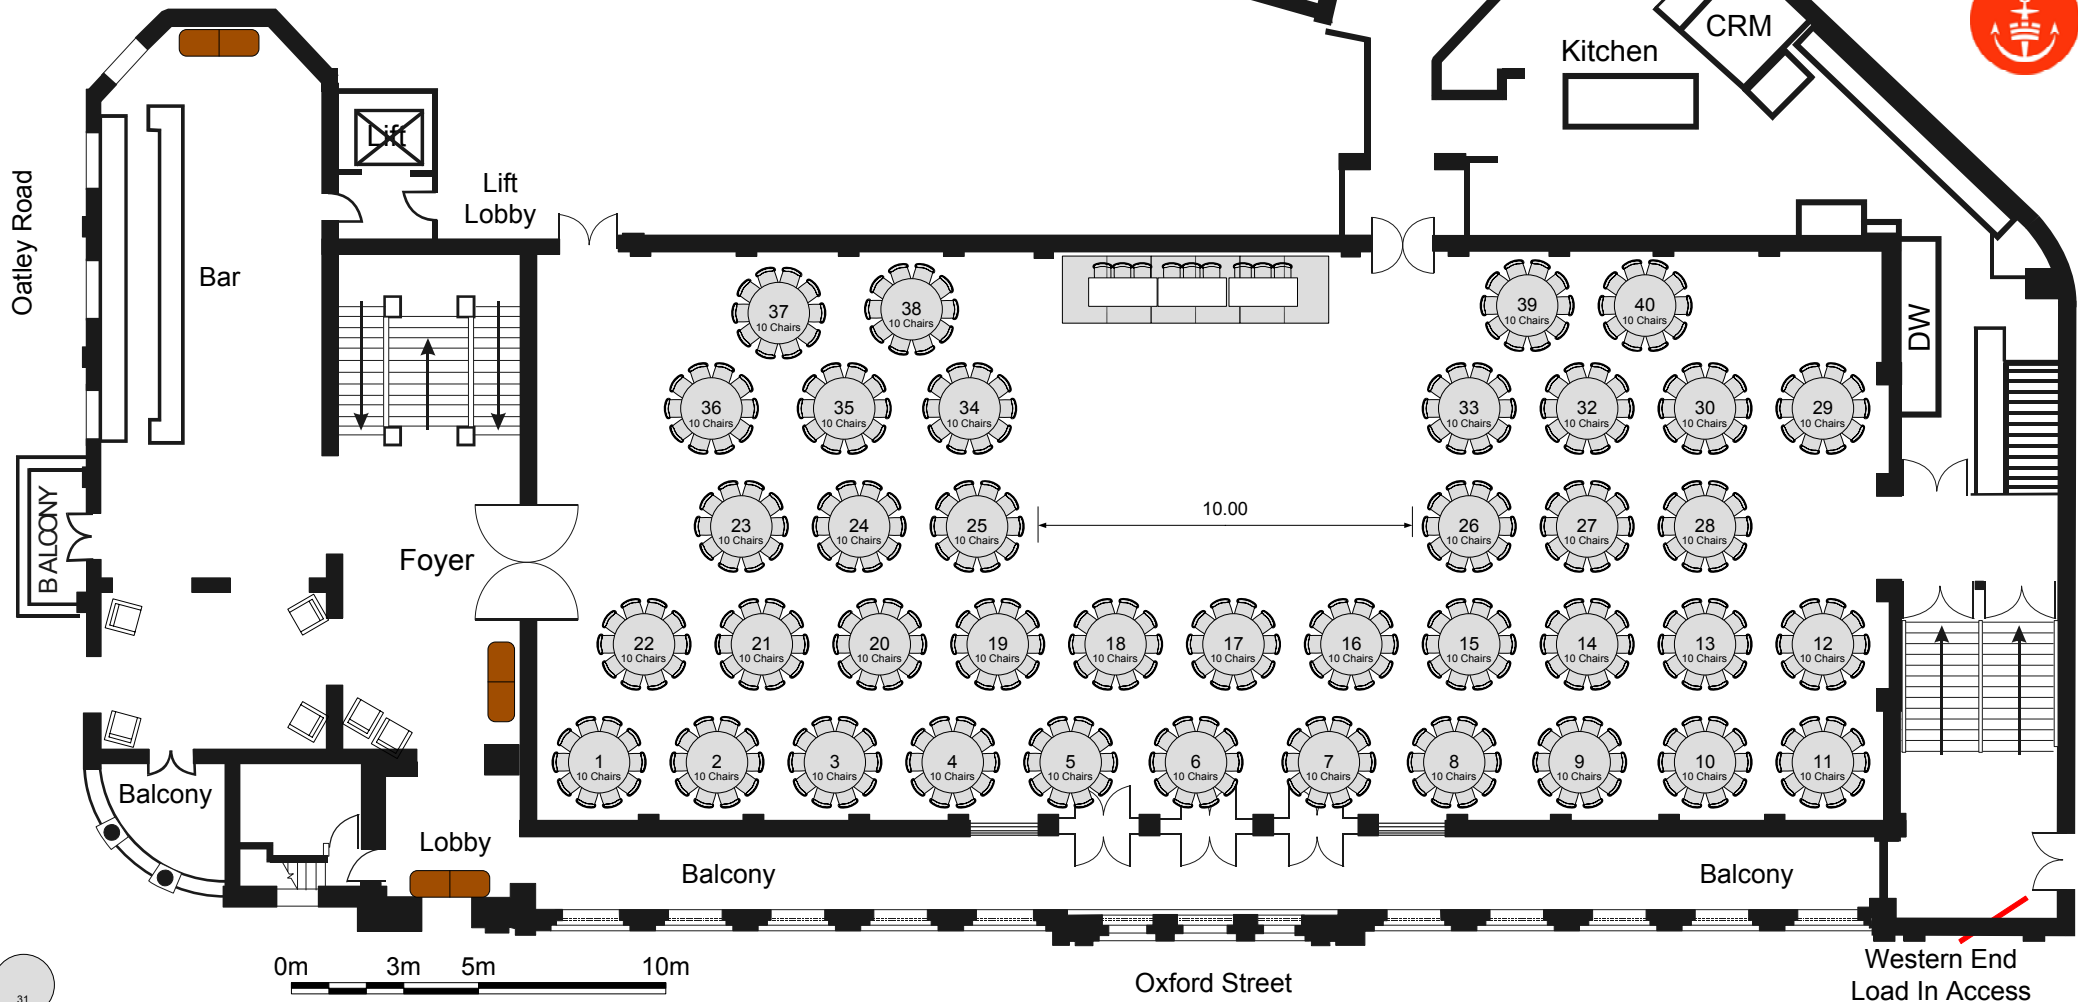 CRM
Kitchen
Lift
Lift
Lobby
Oatley Road
Bar
37
10 Chairs
38
10 Chairs
39
10 Chairs
40
10 Chairs
DW
36
10 Chairs
35
10 Chairs
34
10 Chairs
33
10 Chairs
32
10 Chairs
30
10 Chairs
29
10 Chairs
BALCONY
10.00
23
10 Chairs
24
10 Chairs
25
10 Chairs
26
10 Chairs
27
10 Chairs
28
10 Chairs
Foyer
22
10 Chairs
21
10 Chairs
20
10 Chairs
19
10 Chairs
18
10 Chairs
17
10 Chairs
16
10 Chairs
15
10 Chairs
14
10 Chairs
13
10 Chairs
12
10 Chairs
1
10 Chairs
2
10 Chairs
3
10 Chairs
4
10 Chairs
5
10 Chairs
6
10 Chairs
7
10 Chairs
8
10 Chairs
9
10 Chairs
10
10 Chairs
11
10 Chairs
Balcony
Lobby
Balcony
Balcony
0m 3m 5m 10m
Oxford Street
Western End
Load In Access
31